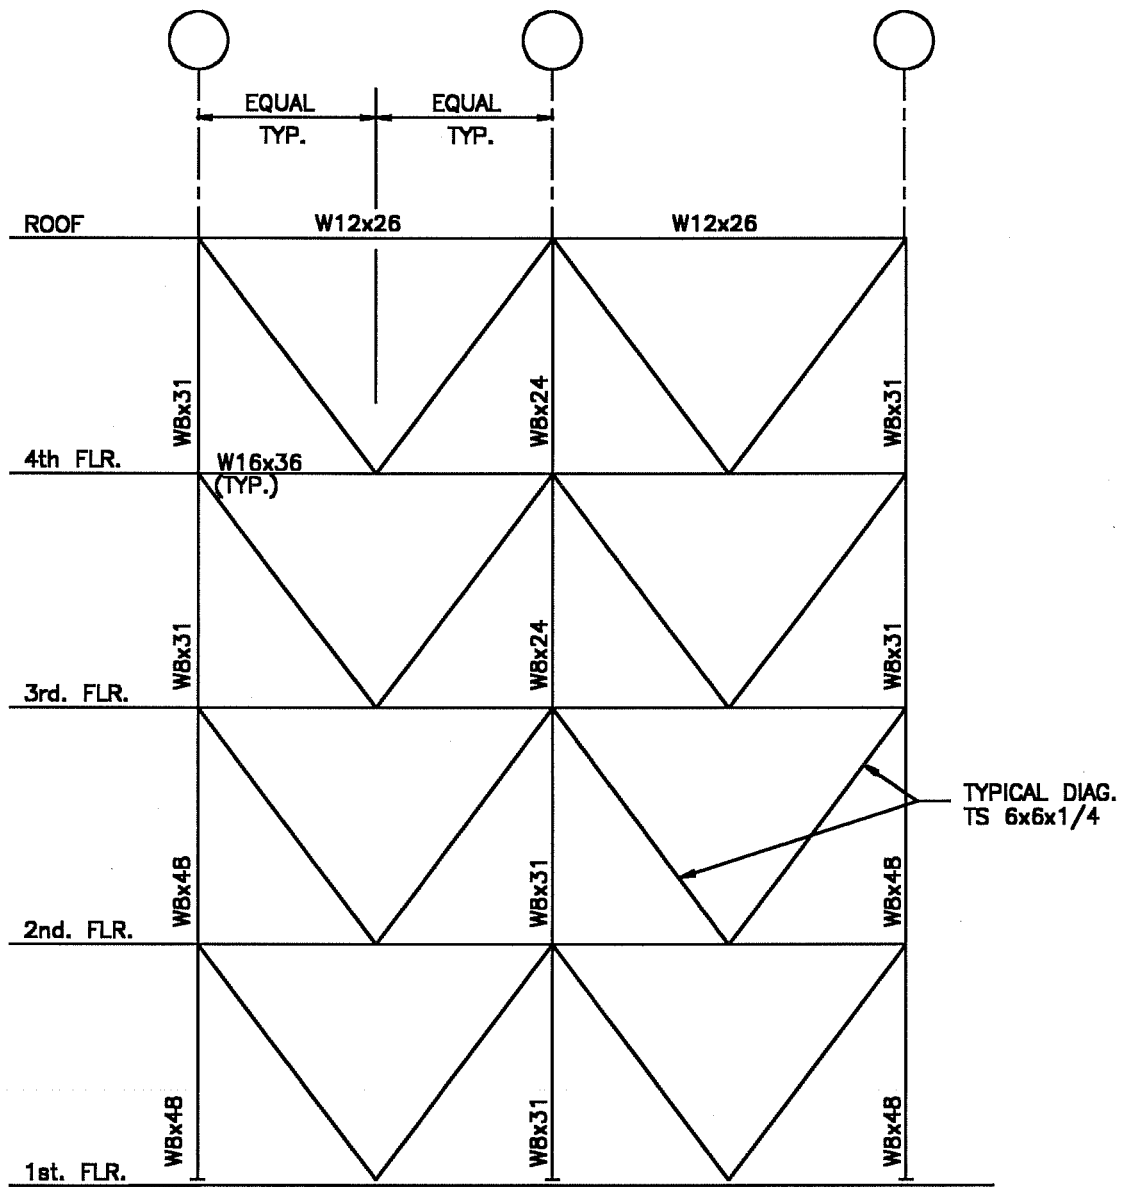 EQUAL EQUAL
TYP. TYP.
ROOF W12x26 W12x26
W8x31 W8x24 W8x31
4th FLR. W16x36
(TYP.)
W8x31 W8x24 W8x31
3rd. FLR.
TYPICAL DIAG.
TS 6x6x1/4
W8x48 W8x31 W8x48
2nd. FLR.
W8x48 W8x31 W8x48
1st. FLR.